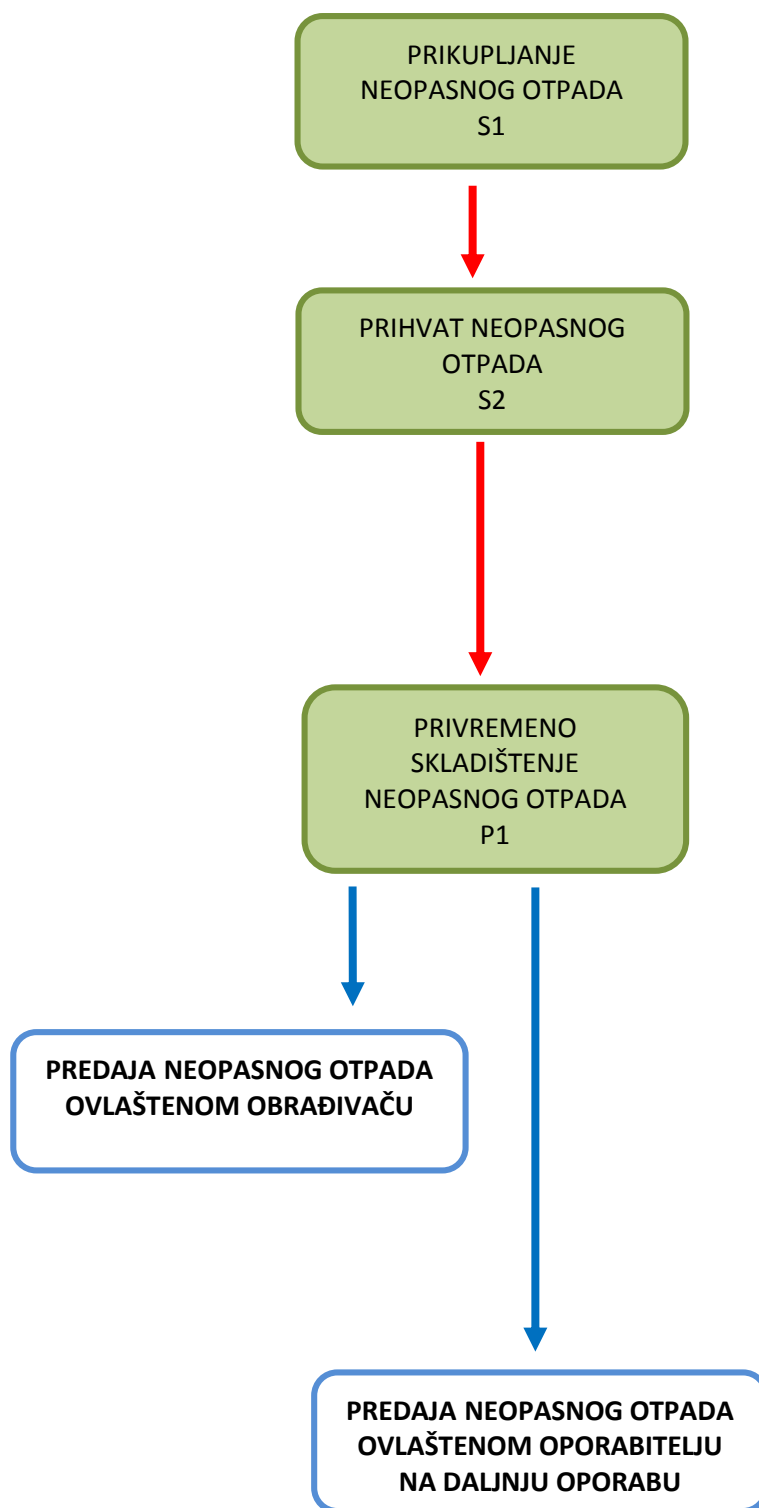 PRIKUPLJANJE
NEOPASNOG OTPADA
S1
PRIHVAT NEOPASNOG
OTPADA
S2
PRIVREMENO
SKLADIŠTENJE
NEOPASNOG OTPADA
P1
PREDAJA NEOPASNOG OTPADA
OVLAŠTENOM OBRAĐIVAČU
PREDAJA NEOPASNOG OTPADA
OVLAŠTENOM OPORABITELJU
NA DALJNJU OPORABU